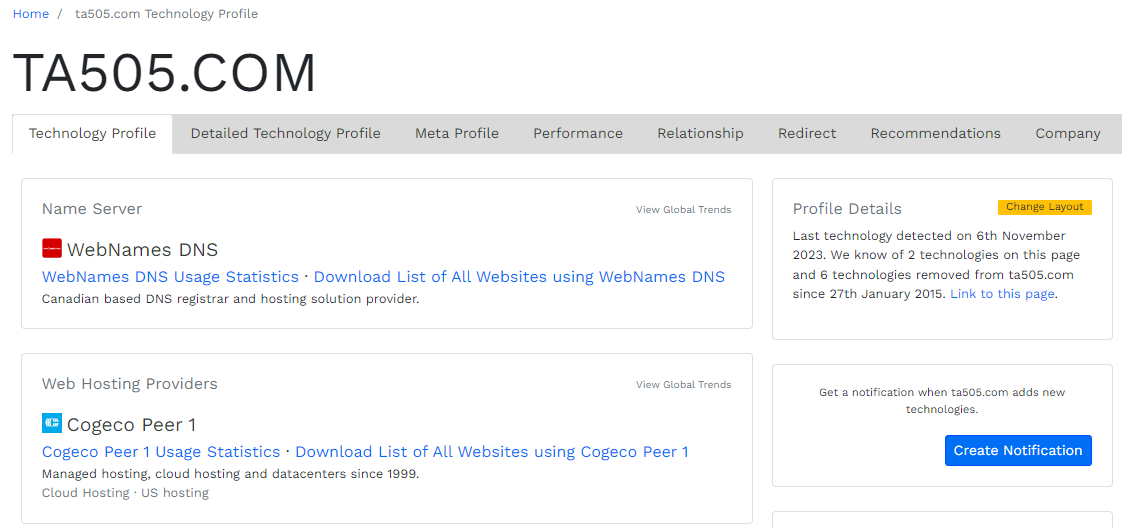 Home / ta505.com Technology Profile
TA505.COM
Technology Profile Detailed Technology Profile Meta Profile Performance Relationship Redirect Recommendations Company
Name Server
View Global Trends
WebNames DNS
WebNames DNS Usage Statistics · Download List of All Websites using WebNames DNS
Canadian based DNS registrar and hosting solution provider.
Web Hosting Providers
View Global Trends
Cogeco Peer 1
Cogeco Peer 1 Usage Statistics · Download List of All Websites using Cogeco Peer 1
Managed hosting, cloud hosting and datacenters since 1999.
Cloud Hosting · US hosting
Profile Details
Change Layout
Last technology detected on 6th November
2023. We know of 2 technologies on this page
and 6 technologies removed from ta505.com
since 27th January 2015. Link to this page.
Get a notification when ta505.com adds new
technologies.
Create Notification